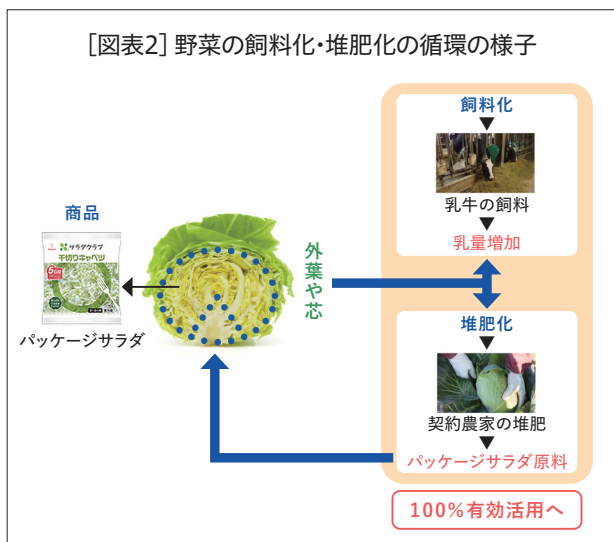 ［図表2］野菜の飼料化・堆肥化の循環の様子
飼料化
乳牛の飼料
乳量増加
商品
サラダクラブ
千切りキャベツ
パッケージサラダ
外葉や芯
堆肥化
契約農家の堆肥
パッケージサラダ原料
100％有効活用へ